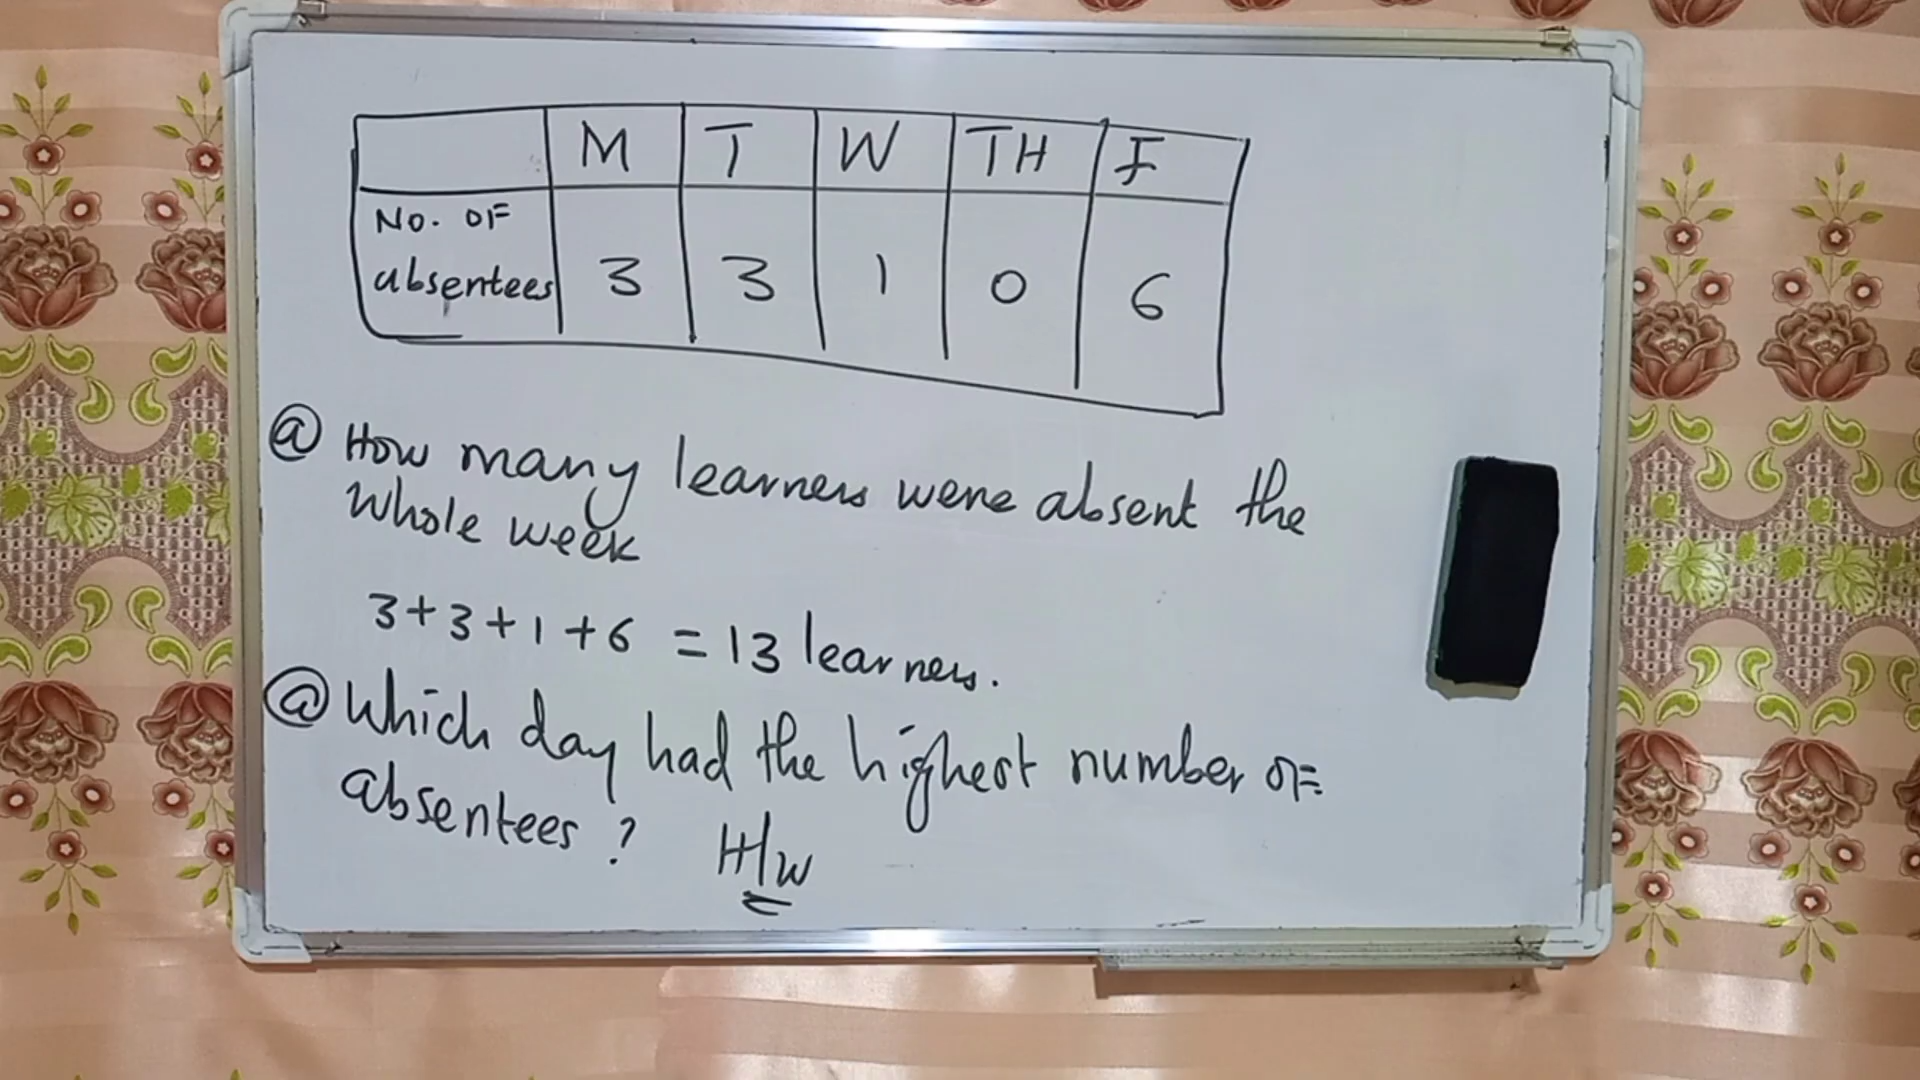 M T W TH F
No. OF
absentees 3 3 1 0 6
@ How many learners were absent the
Whole week
3+3+1+6 = 13 learners.
@ Which day had the highest number OF
absentees? H/W